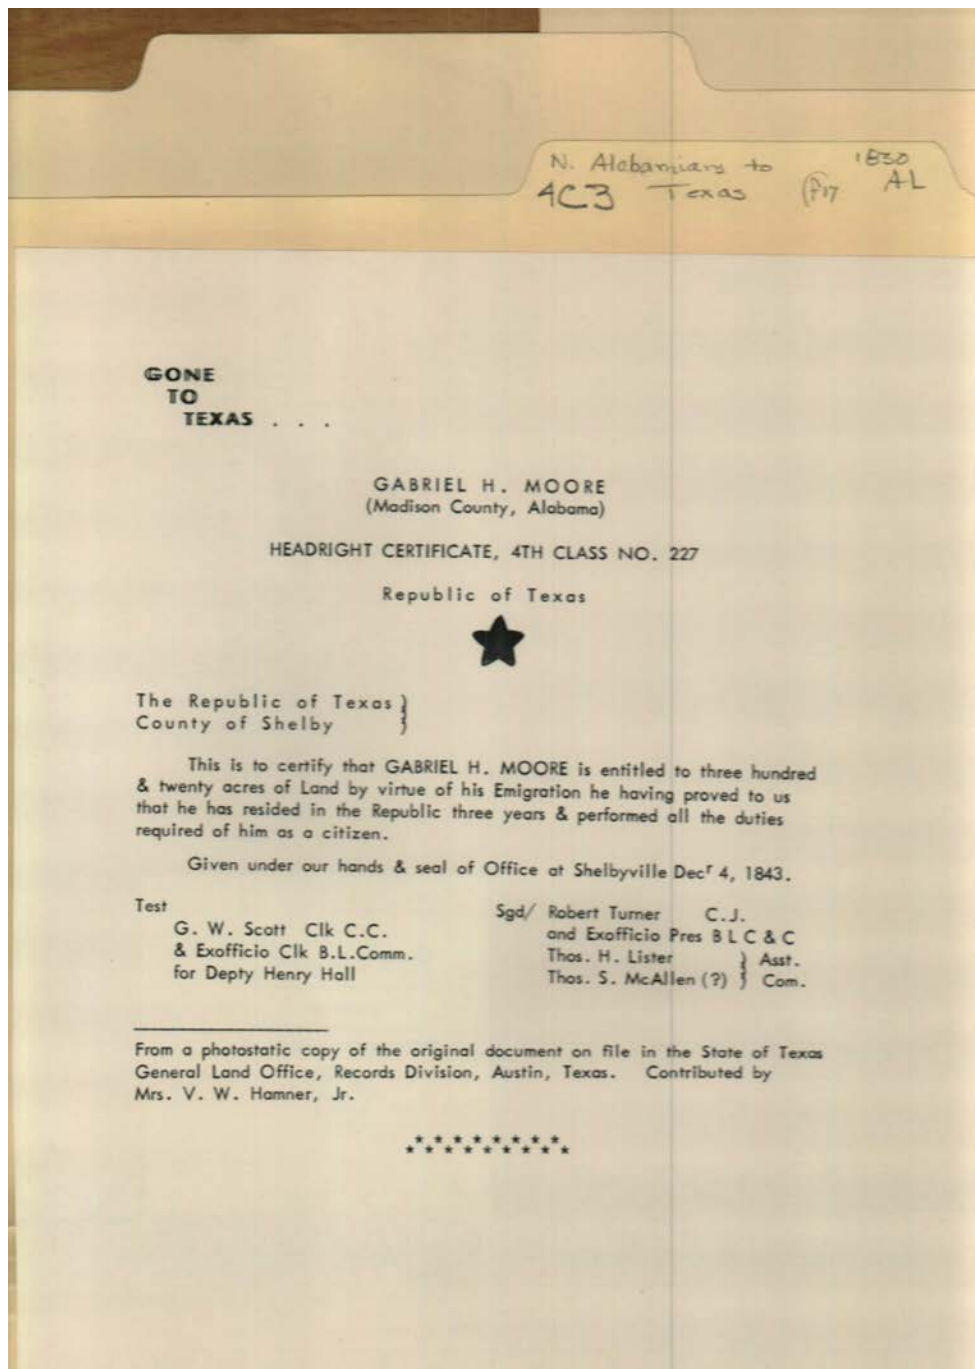 N. Alabamians to 1830
4C3 Texas AL
GONE
TO
TEXAS . . .
GABRIEL H. MOORE
(Madison County, Alabama)
HEADRIGHT CERTIFICATE, 4TH CLASS NO. 227
Republic of Texas
The Republic of Texas }
County of Shelby }
This is to certify that GABRIEL H. MOORE is entitled to three hundred
& twenty acres of Land by virtue of his Emigration he having proved to us
that he has resided in the Republic three years & performed all the duties
required of him as a citizen.
Given under our hands & seal of Office at Shelbyville Decʳ 4, 1843.
Test
G. W. Scott Clk C.C.
& Exofficio Clk B.L.Comm.
for Depty Henry Hall
Sgd/ Robert Turner C.J.
and Exofficio Pres B L C & C
Thos. H. Lister } Asst.
Thos. S. McAllen (?) } Com.
From a photostatic copy of the original document on file in the State of Texas
General Land Office, Records Division, Austin, Texas. Contributed by
Mrs. V. W. Hamner, Jr.